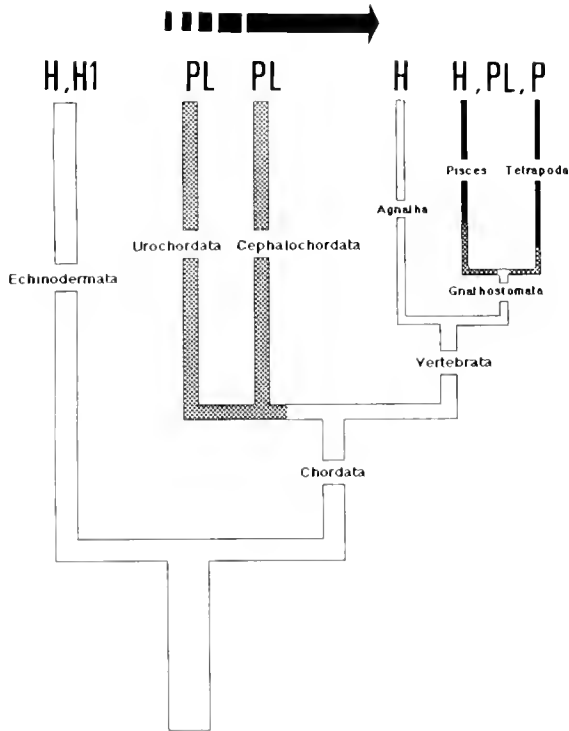 H,H1 PL PL H H, PL, P
Pisces Tetrapoda
Agnatha
Urochordata Cephalochordata
Echinodermata
Gnathostomata
Vertebrata
Chordata